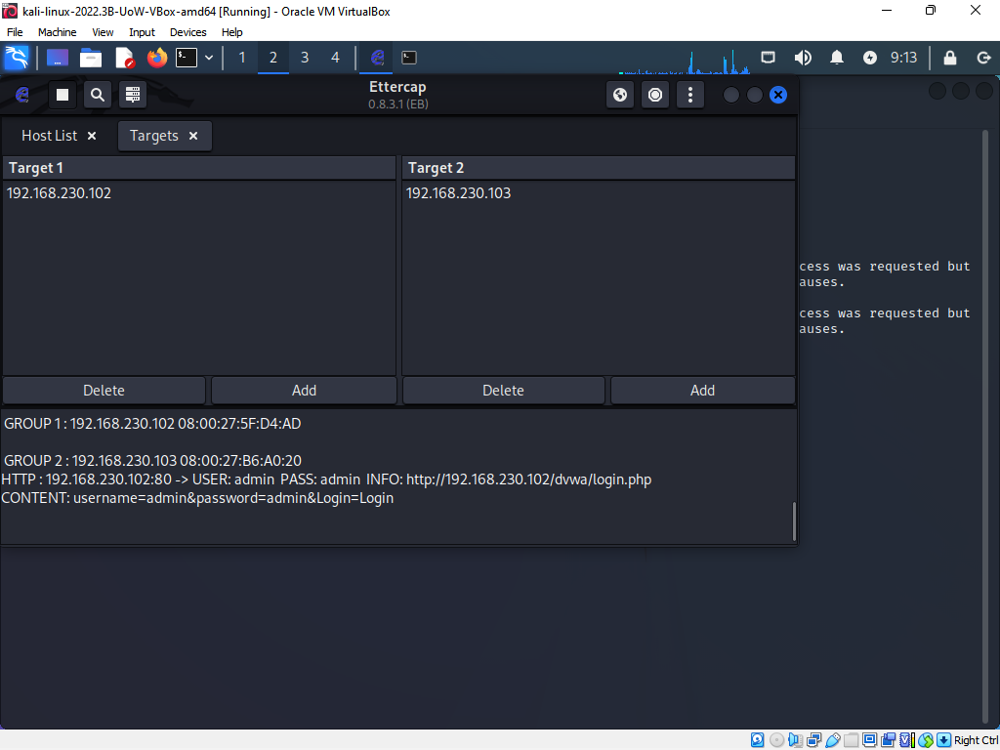 kali-linux-2022.3B-UoW-VBox-amd64 [Running] - Oracle VM VirtualBox
File Machine View Input Devices Help
1 2 3 4 9:13
Ettercap
0.8.3.1 (EB)
Host List Targets
Target 1 Target 2
192.168.230.102 192.168.230.103
cess was requested but
auses.
cess was requested but
auses.
Delete Add Delete Add
GROUP 1 : 192.168.230.102 08:00:27:5F:D4:AD
GROUP 2 : 192.168.230.103 08:00:27:B6:A0:20
HTTP : 192.168.230.102:80 -> USER: admin PASS: admin INFO: http://192.168.230.102/dvwa/login.php
CONTENT: username=admin&password=admin&Login=Login
Right Ctrl